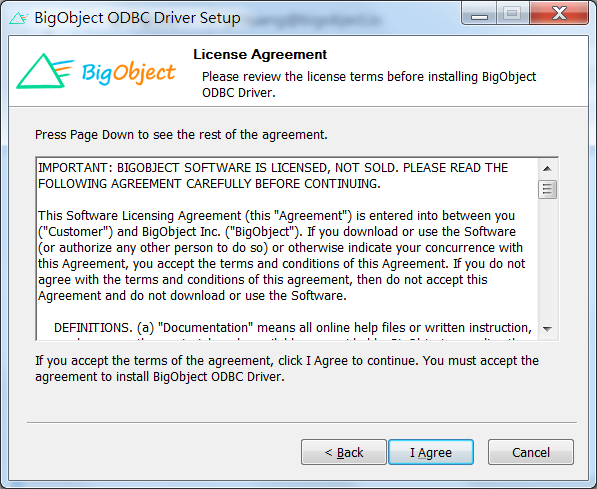 BigObject ODBC Driver Setup
License Agreement
Please review the license terms before installing BigObject
ODBC Driver.
BigObject
Press Page Down to see the rest of the agreement.
IMPORTANT: BIGOBJECT SOFTWARE IS LICENSED, NOT SOLD. PLEASE READ THE
FOLLOWING AGREEMENT CAREFULLY BEFORE CONTINUING.
This Software Licensing Agreement (this "Agreement") is entered into between you
("Customer") and BigObject Inc. ("BigObject"). If you download or use the Software
(or authorize any other person to do so) or otherwise indicate your concurrence with
this Agreement, you accept the terms and conditions of this Agreement. If you do not
agree with the terms and conditions of this agreement, then do not accept this
Agreement and do not download or use the Software.
DEFINITIONS. (a) "Documentation" means all online help files or written instruction,
If you accept the terms of the agreement, click I Agree to continue. You must accept the
agreement to install BigObject ODBC Driver.
< Back
I Agree
Cancel